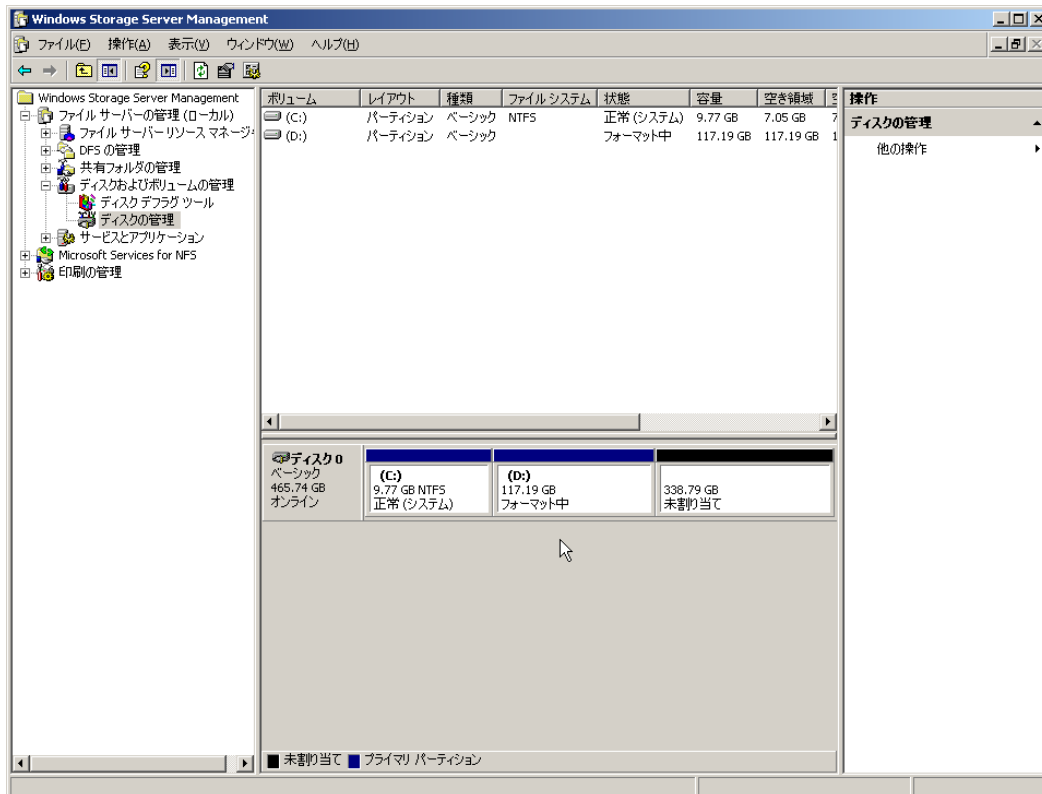 Windows Storage Server Management
ファイル(F) 操作(A) 表示(V) ウィンドウ(W) ヘルプ(H)
Windows Storage Server Management
ファイル サーバーの管理 (ローカル)
ファイル サーバー リソース マネージ
DFS の管理
共有フォルダの管理
ディスクおよびボリュームの管理
ディスク デフラグ ツール
ディスクの管理
サービスとアプリケーション
Microsoft Services for NFS
印刷の管理
ボリューム レイアウト 種類 ファイル システム 状態 容量 空き領域
(C:) パーティション ベーシック NTFS 正常 (システム) 9.77 GB 7.05 GB 7
(D:) パーティション ベーシック フォーマット中 117.19 GB 117.19 GB 1
ディスク 0
ベーシック
465.74 GB
オンライン
(C:)
9.77 GB NTFS
正常 (システム)
(D:)
117.19 GB
フォーマット中
338.79 GB
未割り当て
未割り当て プライマリ パーティション
操作
ディスクの管理
他の操作